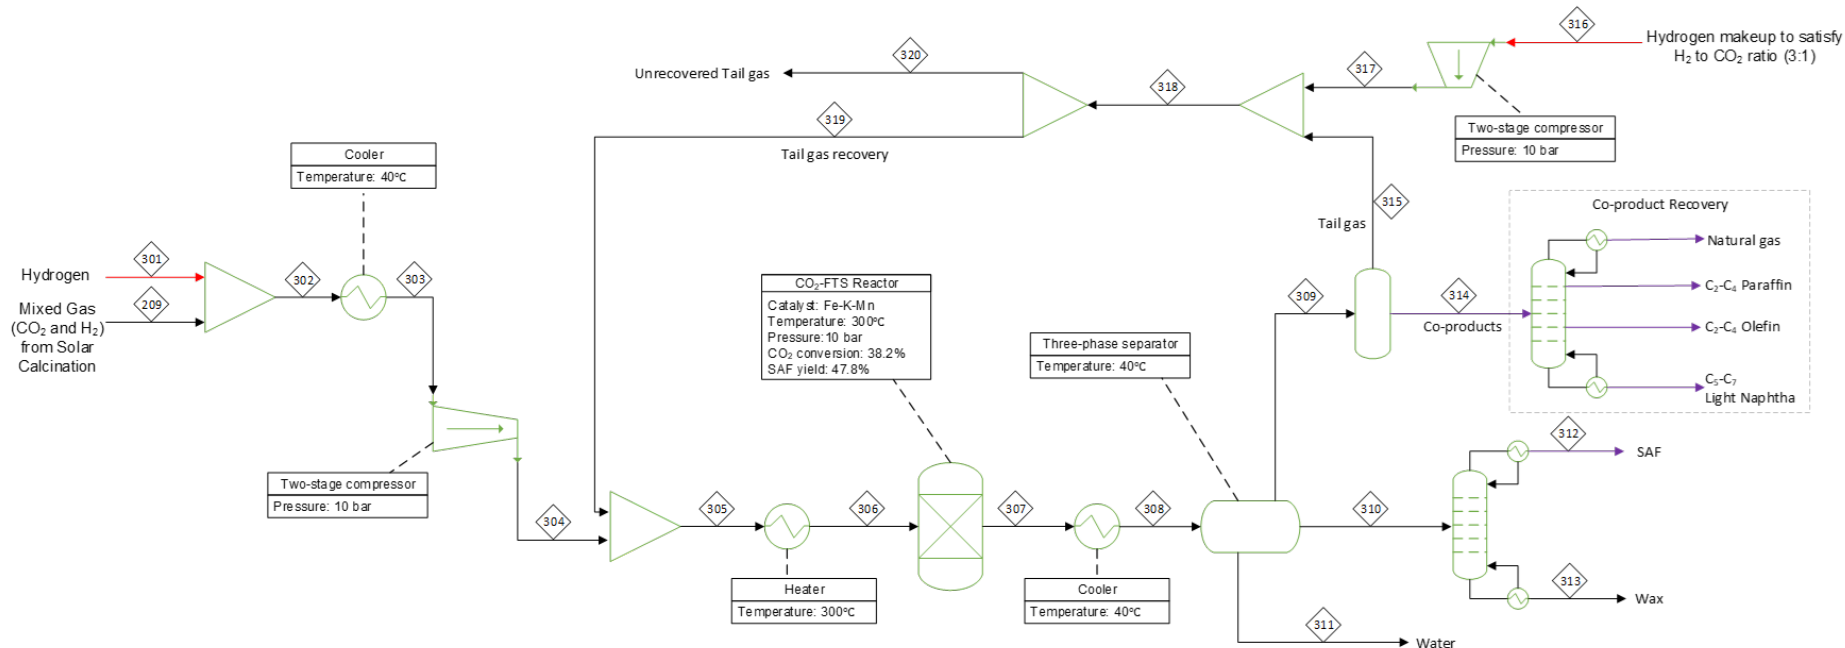 316
Hydrogen makeup to satisfy
H₂ to CO₂ ratio (3:1)
320
Unrecovered Tail gas
317
318
319
Tail gas recovery
Two-stage compressor
Pressure: 10 bar
Cooler
Temperature: 40℃
315
Tail gas
Co-product Recovery
Natural gas
C₂-C₄ Paraffin
C₂-C₄ Olefin
C₅-C₇
Light Naphtha
301
Hydrogen
302
303
209
Mixed Gas
(CO₂ and H₂)
from Solar
Calcination
CO₂-FTS Reactor
Catalyst: Fe-K-Mn
Temperature: 300℃
Pressure:10 bar
CO₂ conversion: 38.2%
SAF yield: 47.8%
309
314
Co-products
Three-phase separator
Temperature: 40℃
312
SAF
Two-stage compressor
Pressure: 10 bar
304
305
306
307
308
310
Heater
Temperature: 300℃
Cooler
Temperature: 40℃
313
Wax
311
Water